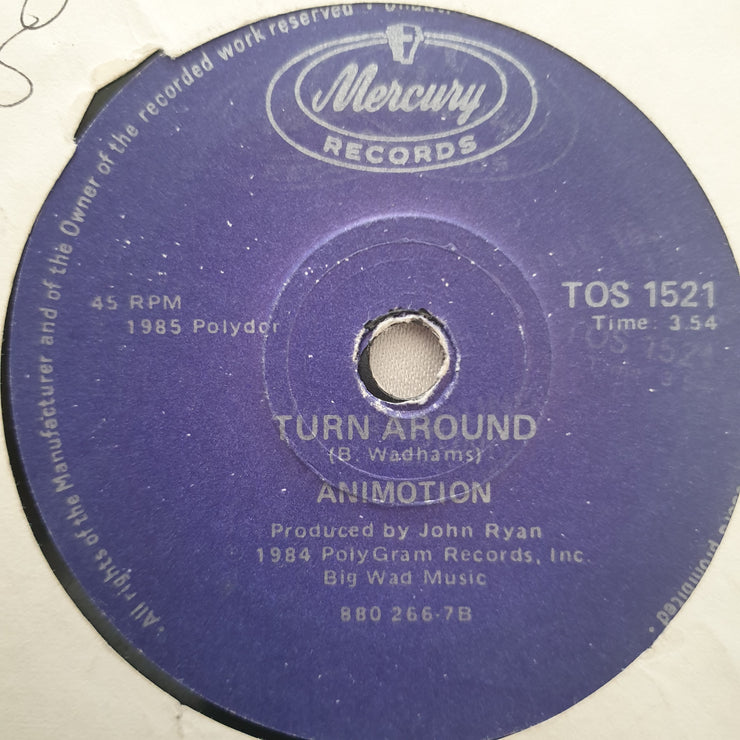 Mercury
RECORDS
All rights of the Manufacturer and of the Owner of the recorded work reserved
45 RPM
1985 Polydor
TOS 1521
Time: 3.54
TURN AROUND
(B. Wadhams)
ANIMOTION
Produced by John Ryan
1984 PolyGram Records, Inc.
Big Wad Music
880 266-7B
prohibited